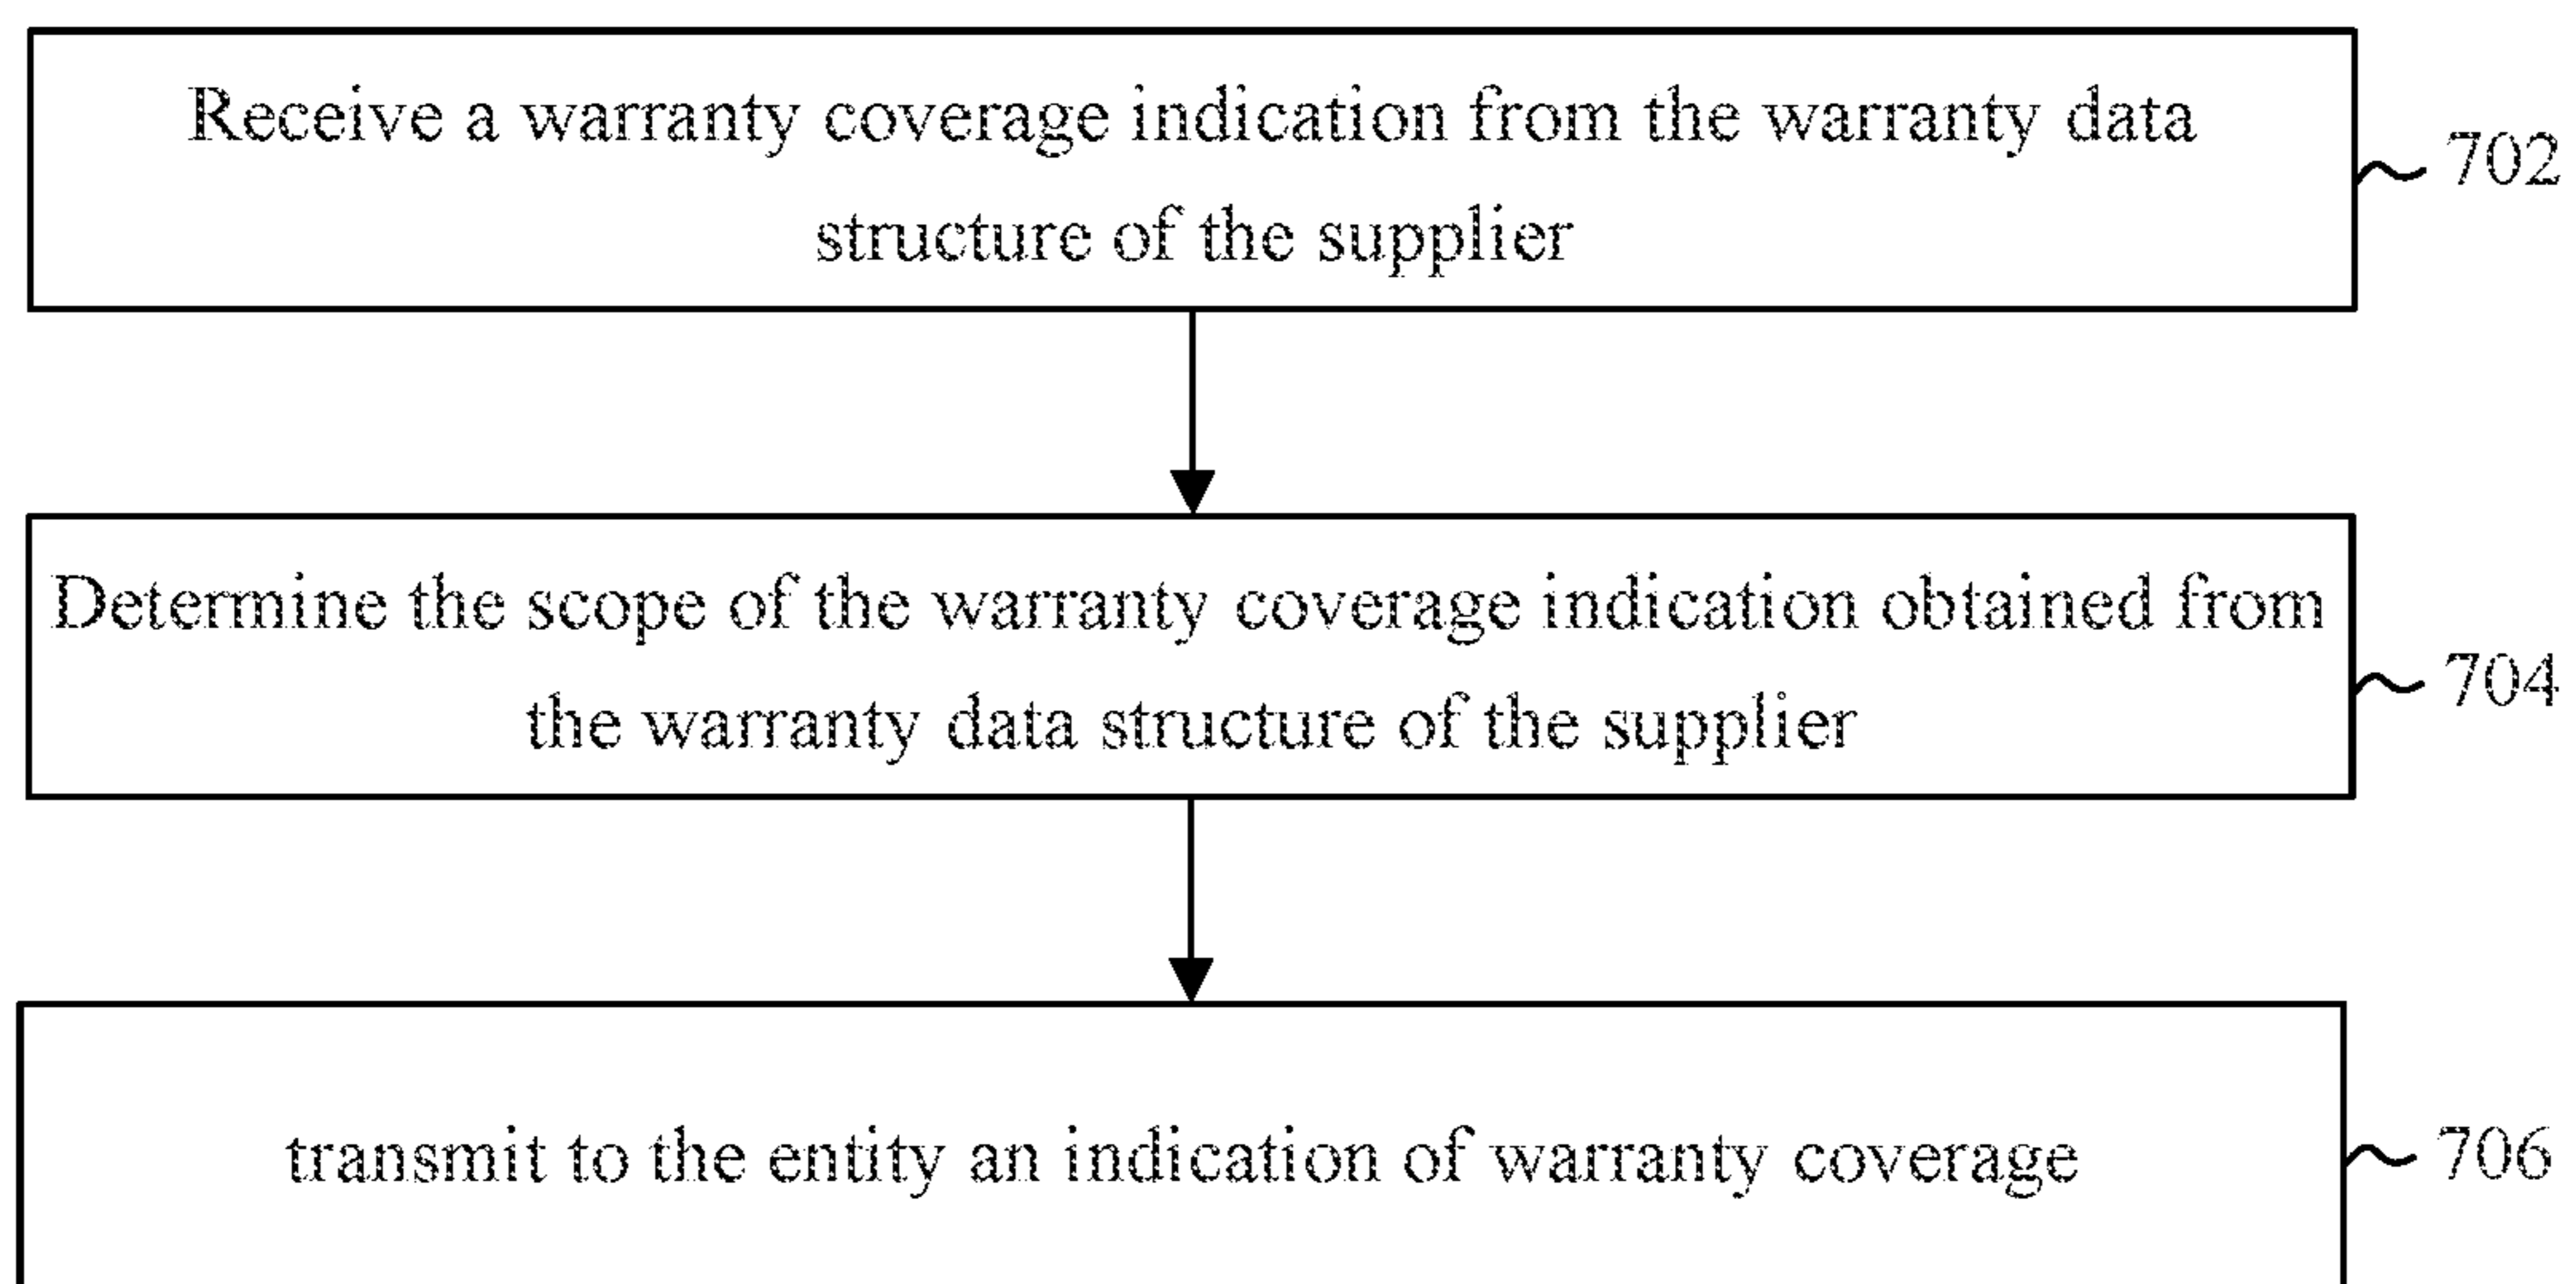 Receive a warranty coverage indication from the warranty data
structure of the supplier
702
Determine the scope of the warranty coverage indication obtained from
the warranty data structure of the supplier
704
transmit to the entity an indication of warranty coverage
706